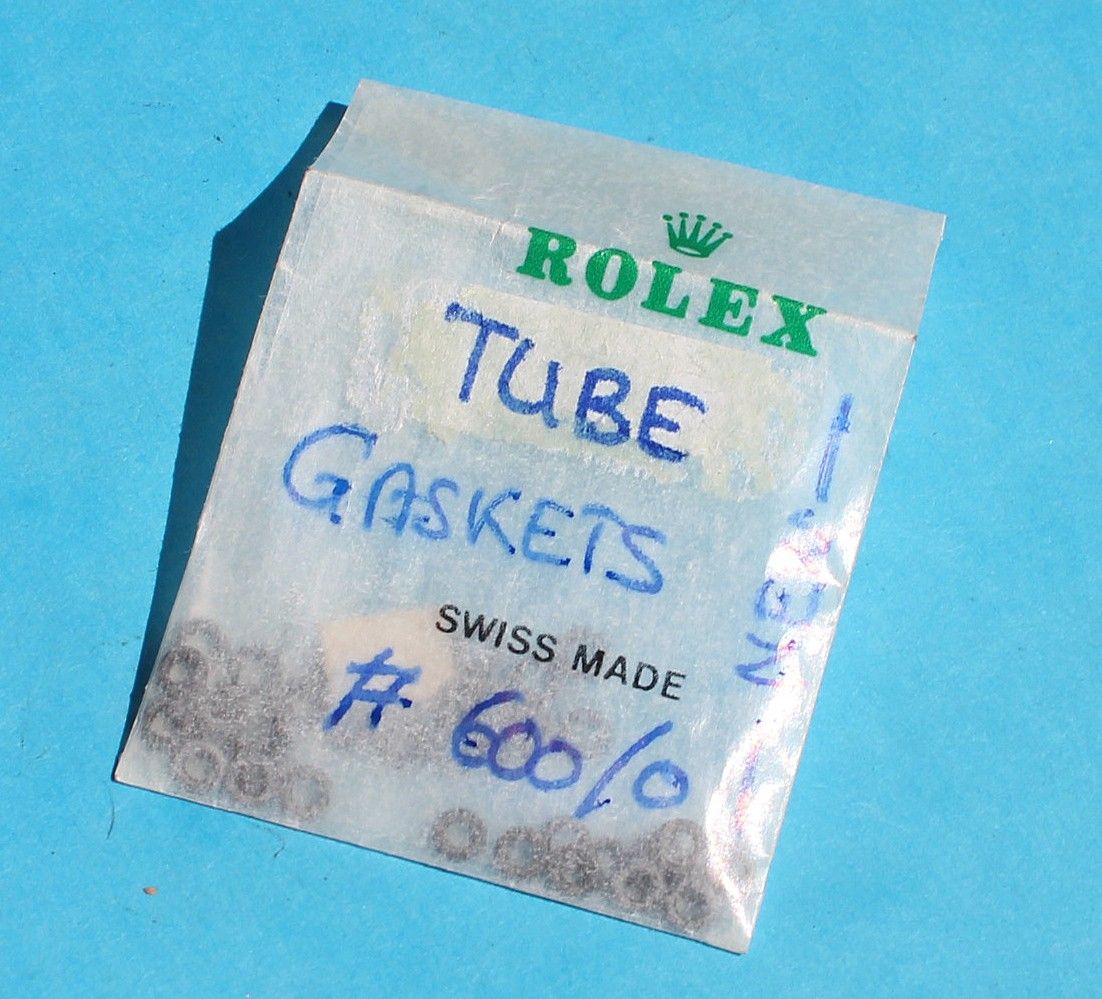 ROLEX
TUBE
GASKETS
SWISS MADE
# 600/0
NEW